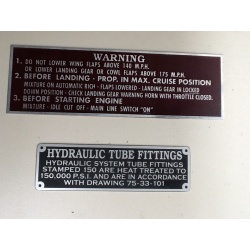 WARNING
1. DO NOT LOWER WING FLAPS ABOVE 140 M.P.H.
OR LOWER LANDING GEAR OR COWL FLAPS ABOVE 175 M.P.H.
2. BEFORE LANDING - PROP. IN MAX. CRUISE POSITION
MIXTURE ON AUTOMATIC RICH - FLAPS LOWERED - LANDING GEAR IN LOCKED
DOWN POSITION - CHECK LANDING GEAR WARNING HORN WITH THROTTLE CLOSED.
3. BEFORE STARTING ENGINE
MIXTURE - IDLE CUT OFF - MAIN LINE SWITCH "ON"
HYDRAULIC TUBE FITTINGS
HYDRAULIC SYSTEM TUBE FITTINGS
STAMPED 150 ARE HEAT TREATED TO
150,000 P.S.I. AND ARE IN ACCORDANCE
WITH DRAWING 75-33-101